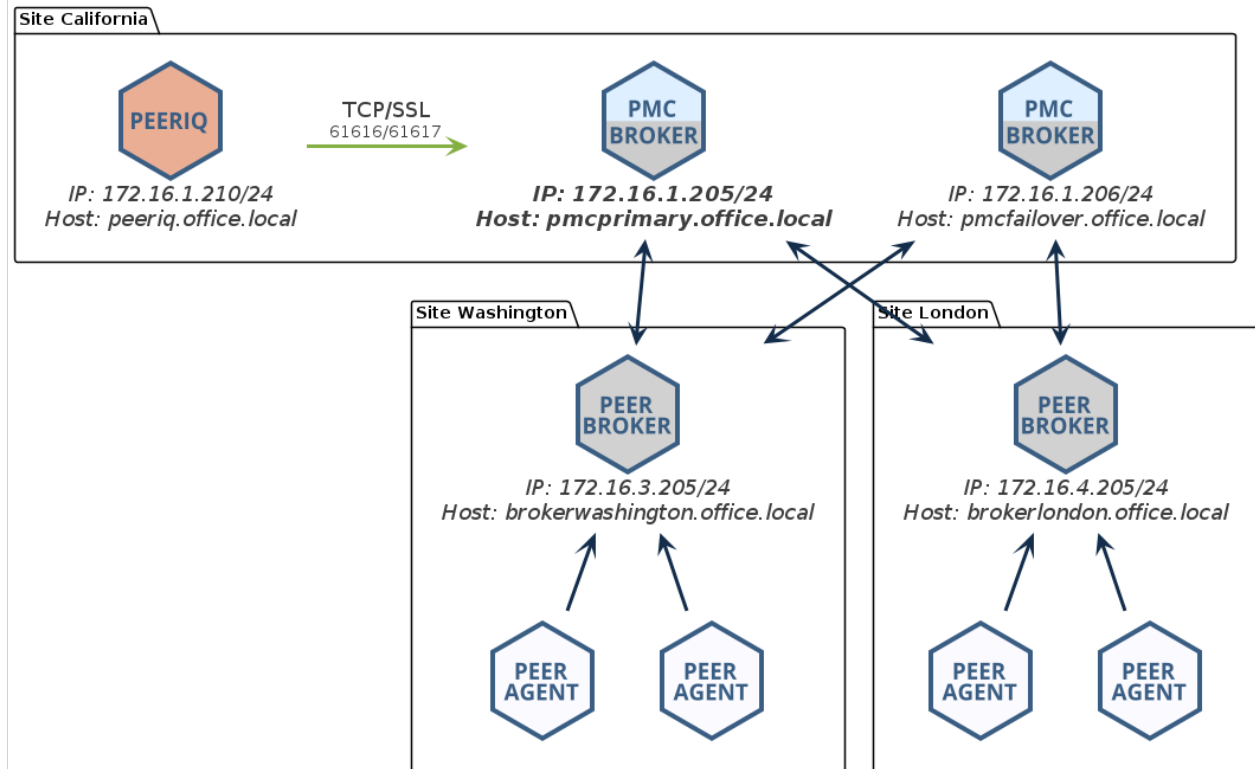 Site California
PEERIQ
TCP/SSL
61616/61617
PMC
BROKER
PMC
BROKER
IP: 172.16.1.210/24
Host: peeriq.office.local
IP: 172.16.1.205/24
Host: pmcprimary.office.local
IP: 172.16.1.206/24
Host: pmcfailover.office.local
Site Washington
PEER
BROKER
IP: 172.16.3.205/24
Host: brokerwashington.office.local
PEER
AGENT
PEER
AGENT
Site London
PEER
BROKER
IP: 172.16.4.205/24
Host: brokerlondon.office.local
PEER
AGENT
PEER
AGENT